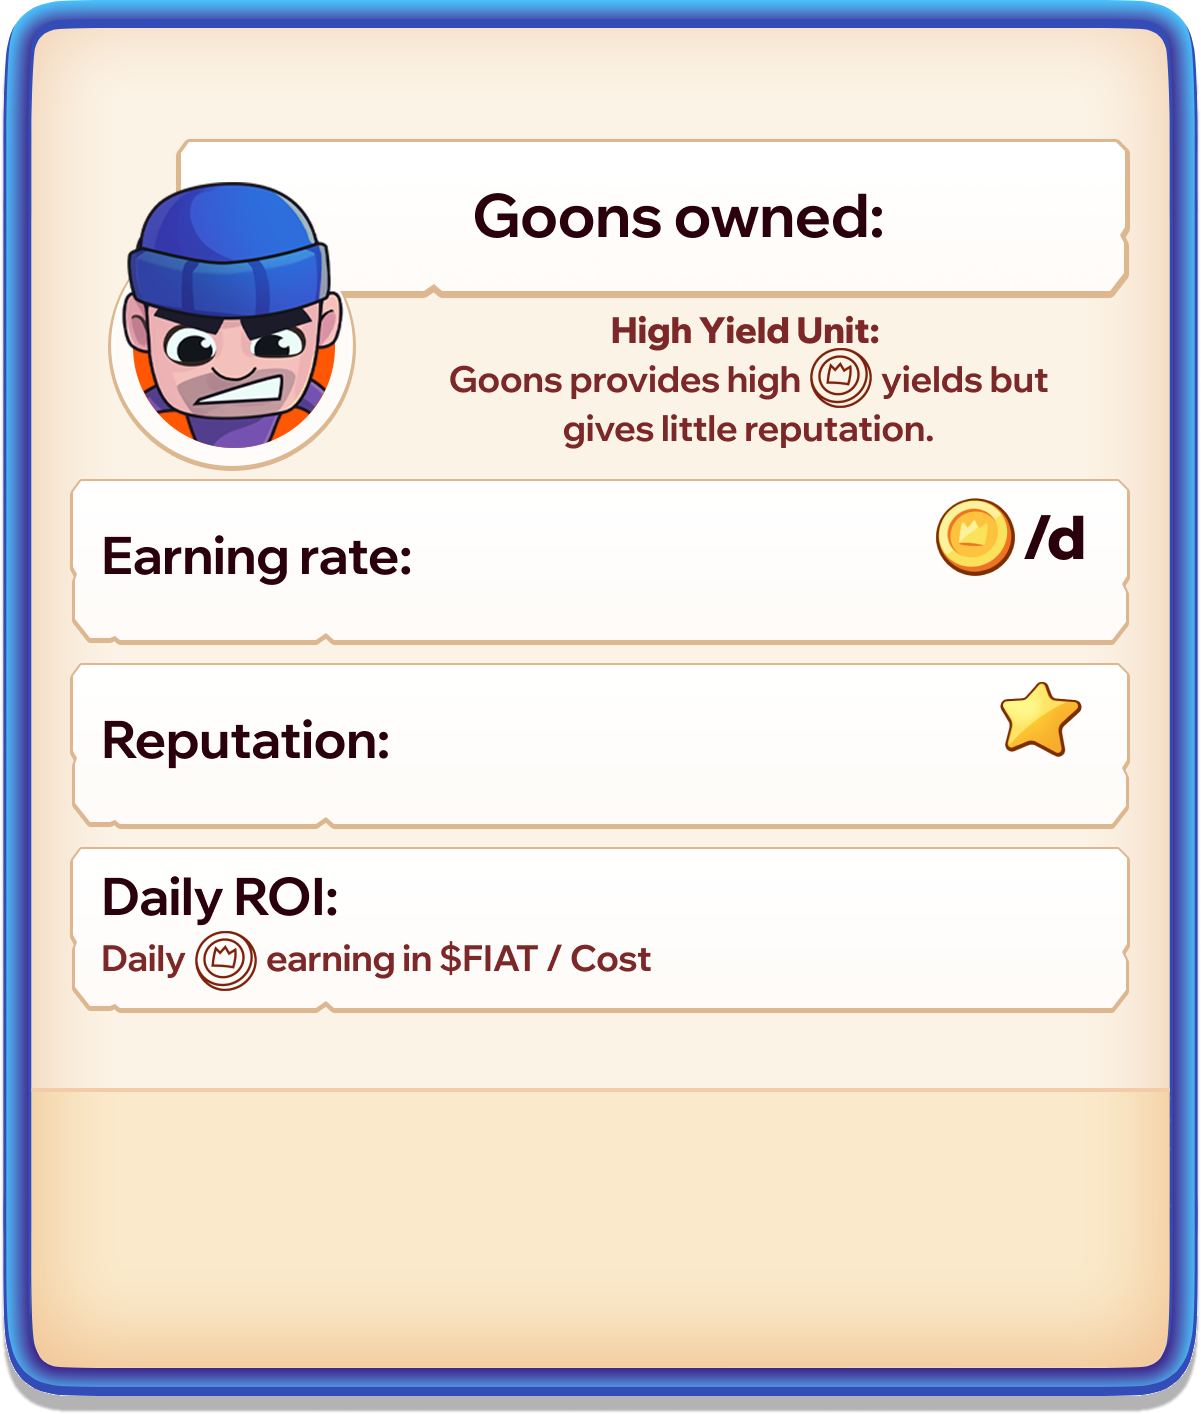 Goons owned:
High Yield Unit:
Goons provides high yields but
gives little reputation.
Earning rate:
/d
Reputation:
Daily ROI:
Daily earning in $FIAT / Cost